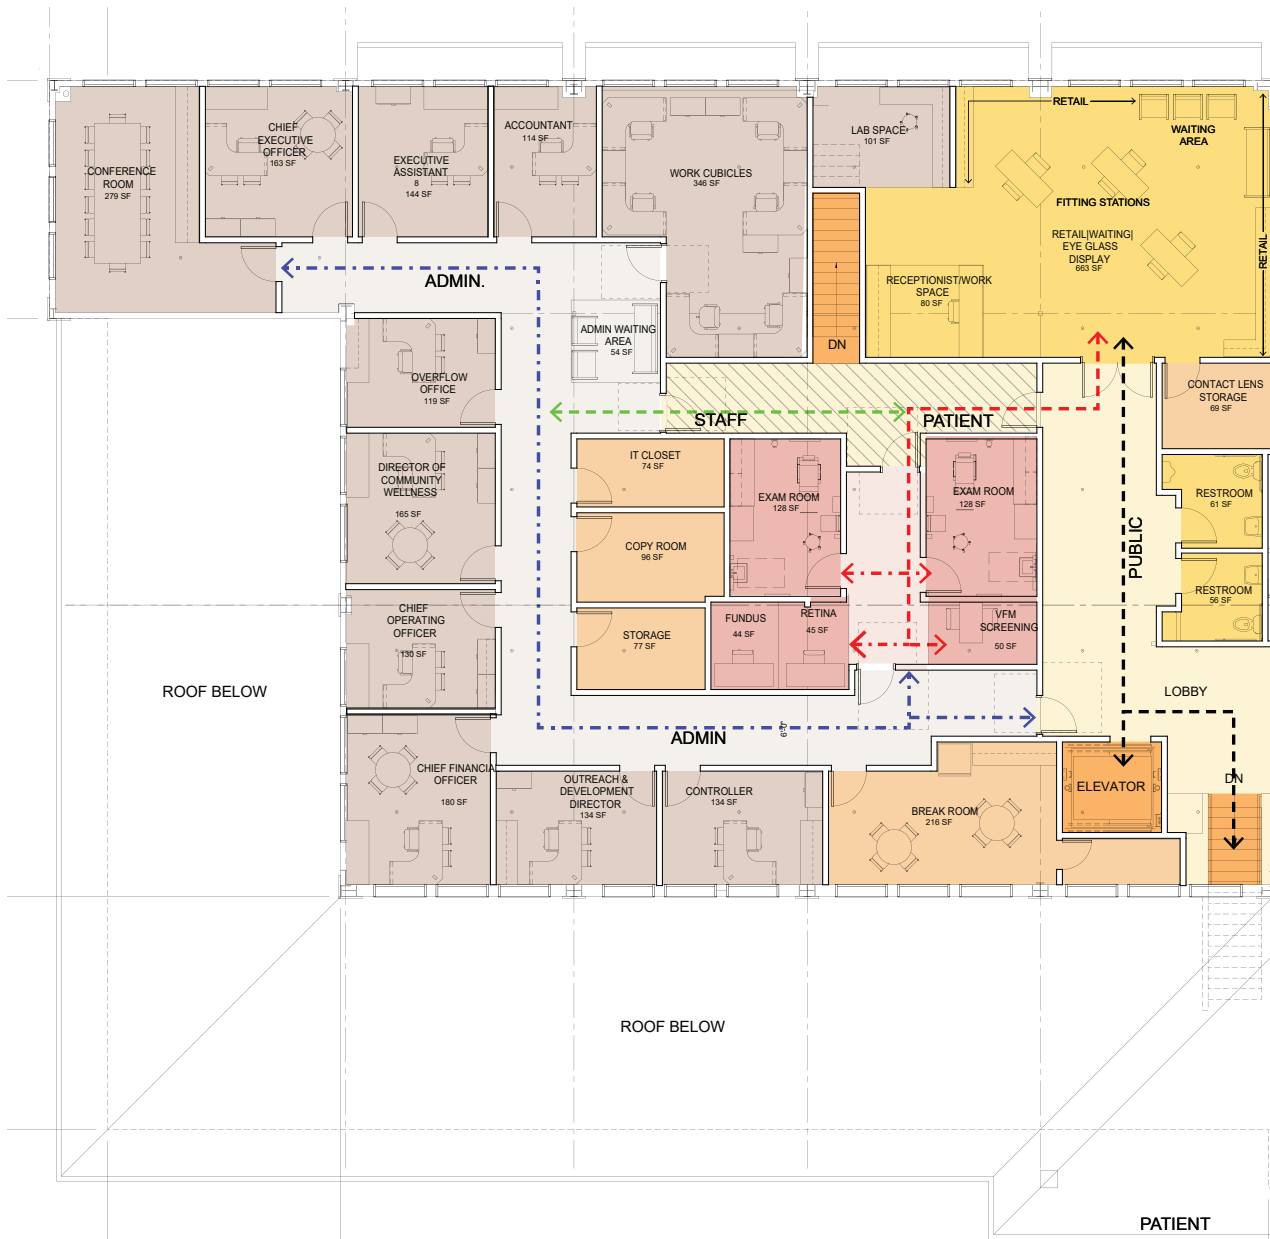 RETAIL
WAITING
AREA
CHIEF
EXECUTIVE
OFFICER
163 SF
EXECUTIVE
ASSISTANT
8
144 SF
ACCOUNTANT
114 SF
LAB SPACE
101 SF
CONFERENCE
ROOM
279 SF
WORK CUBICLES
346 SF
FITTING STATIONS
RETAIL|WAITING|
EYE GLASS
DISPLAY
663 SF
RETAIL
ADMIN.
RECEPTIONIST/WORK
SPACE
80 SF
ADMIN WAITING
AREA
54 SF
DN
OVERFLOW
OFFICE
119 SF
CONTACT LENS
STORAGE
69 SF
STAFF
PATIENT
IT CLOSET
74 SF
DIRECTOR OF
COMMUNITY
WELLNESS
165 SF
EXAM ROOM
128 SF
EXAM ROOM
128 SF
RESTROOM
61 SF
PUBLIC
COPY ROOM
96 SF
RESTROOM
56 SF
CHIEF
OPERATING
OFFICER
130 SF
STORAGE
77 SF
FUNDUS
44 SF
RETINA
45 SF
VFM
SCREENING
50 SF
ROOF BELOW
LOBBY
ADMIN
6'-0"
CHIEF FINANCIA
OFFICER
180 SF
OUTREACH &
DEVELOPMENT
DIRECTOR
134 SF
CONTROLLER
134 SF
BREAK ROOM
216 SF
ELEVATOR
DN
ROOF BELOW
PATIENT